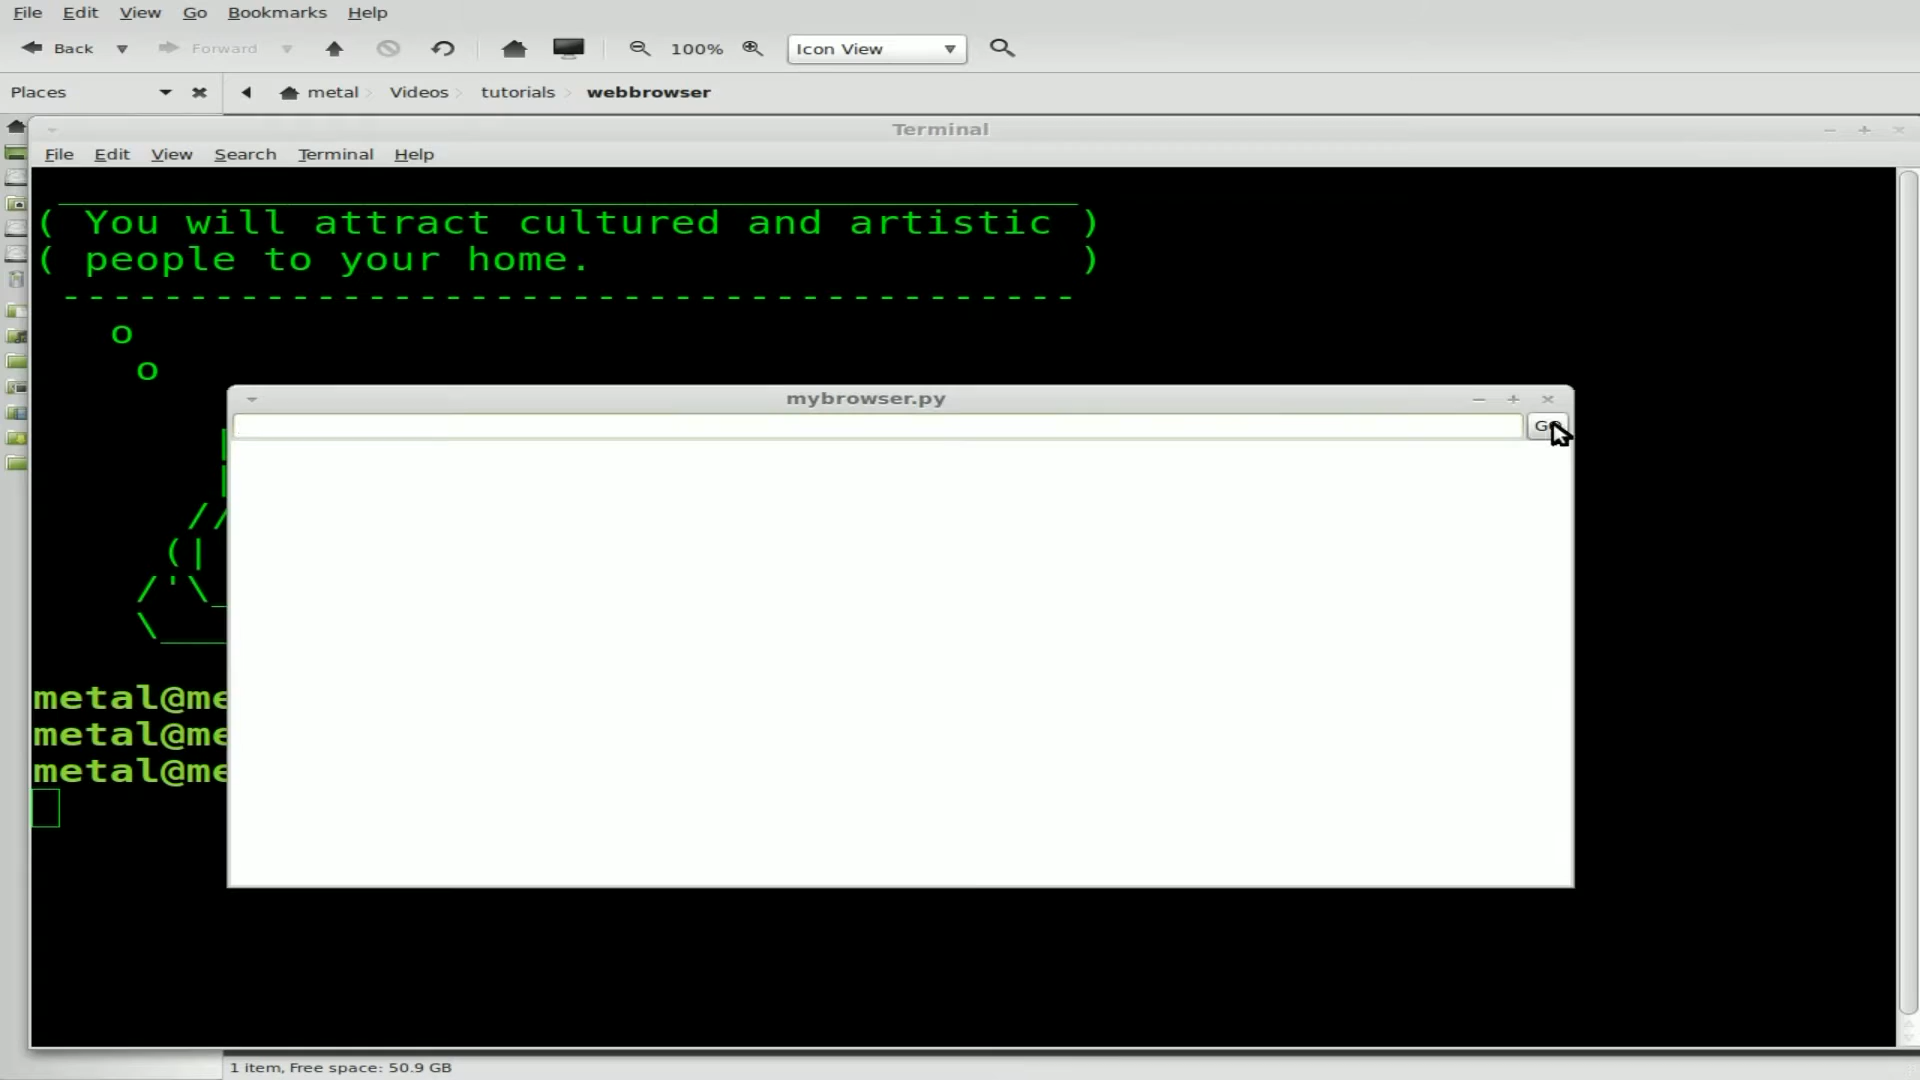 File Edit View Go Bookmarks Help
Back Forward 100% Icon View
Places metal Videos tutorials webbrowser
Terminal
File Edit View Search Terminal Help
( You will attract cultured and artistic )
( people to your home. )
- - - - - - - - - - - - - - - - - - - - - - - - - - - - - - - - - - - - - - - -
o
o
mybrowser.py
|
|
//
(|
/'\_
\___
metal@me
metal@me
metal@me
1 item, Free space: 50.9 GB